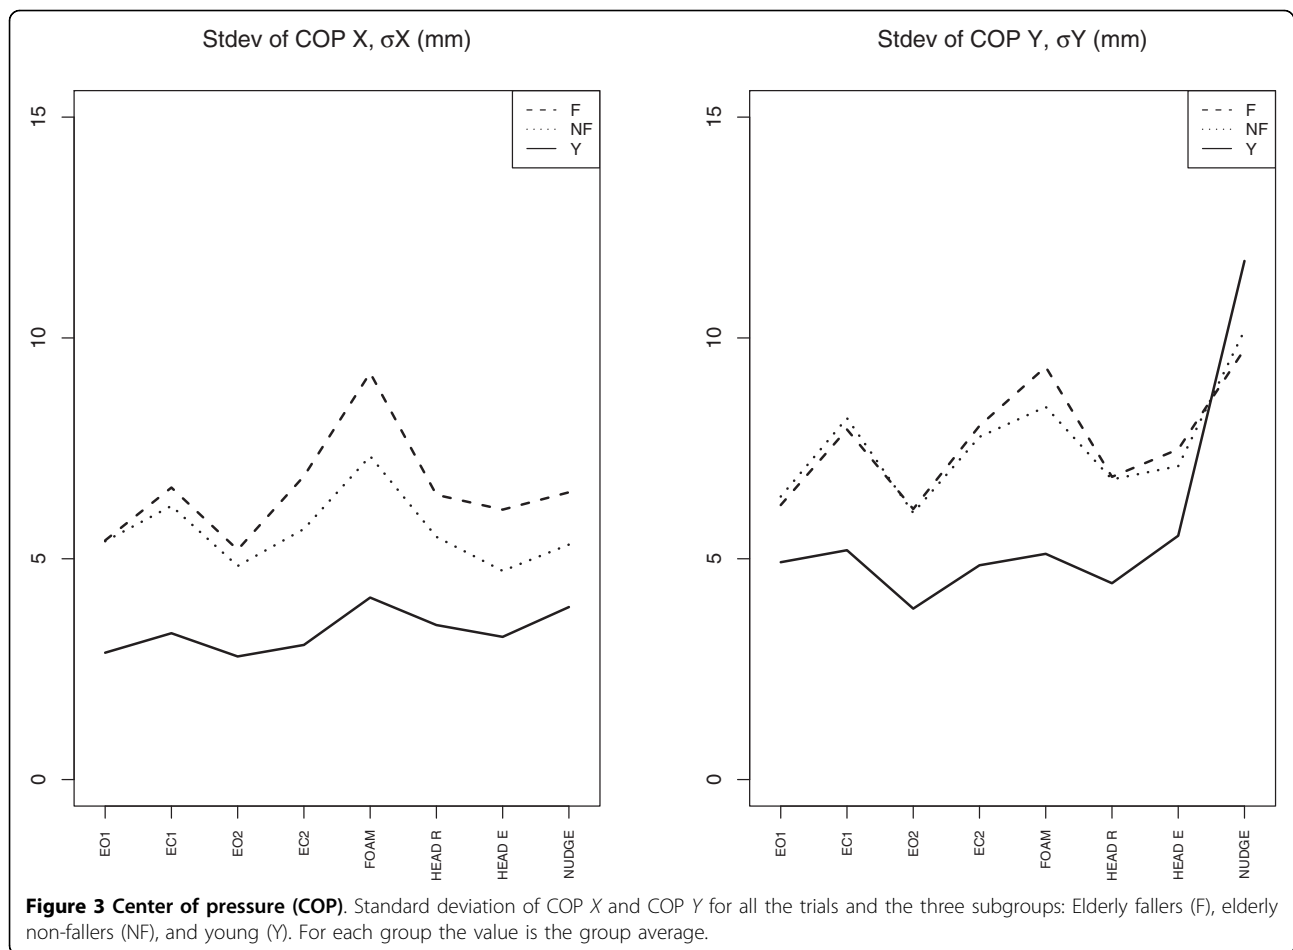 Stdev of COP X, σX (mm)
15
10
5
0
F
NF
Y
EO1
EC1
EO2
EC2
FOAM
HEAD R
HEAD E
NUDGE
Stdev of COP Y, σY (mm)
15
10
5
0
F
NF
Y
EO1
EC1
EO2
EC2
FOAM
HEAD R
HEAD E
NUDGE
Figure 3 Center of pressure (COP). Standard deviation of COP X and COP Y for all the trials and the three subgroups: Elderly fallers (F), elderly
non-fallers (NF), and young (Y). For each group the value is the group average.